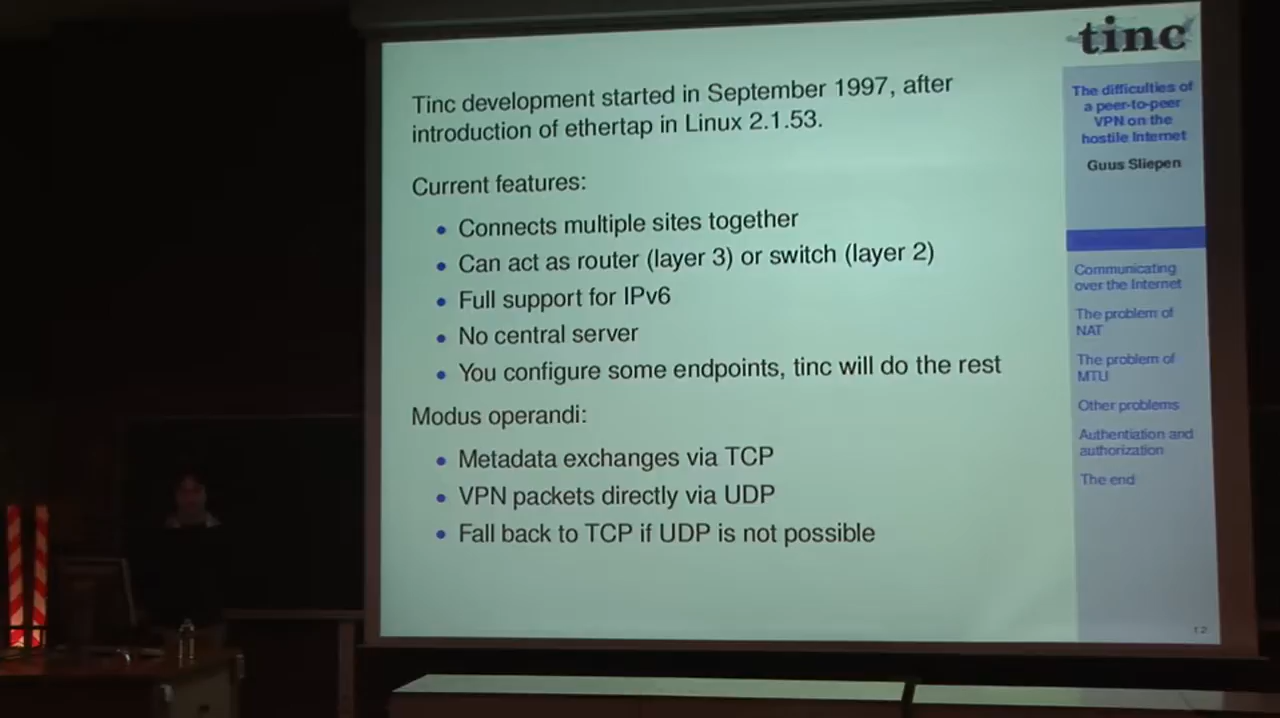 Tinc development started in September 1997, after
introduction of ethertap in Linux 2.1.53.
Current features:
Connects multiple sites together
Can act as router (layer 3) or switch (layer 2)
Full support for IPv6
No central server
You configure some endpoints, tinc will do the rest
Modus operandi:
Metadata exchanges via TCP
VPN packets directly via UDP
Fall back to TCP if UDP is not possible
tinc
The difficulties of
a peer-to-peer
VPN on the
hostile Internet
Guus Sliepen
Communicating
over the Internet
The problem of
NAT
The problem of
MTU
Other problems
Authentiation and
authorization
The end
12